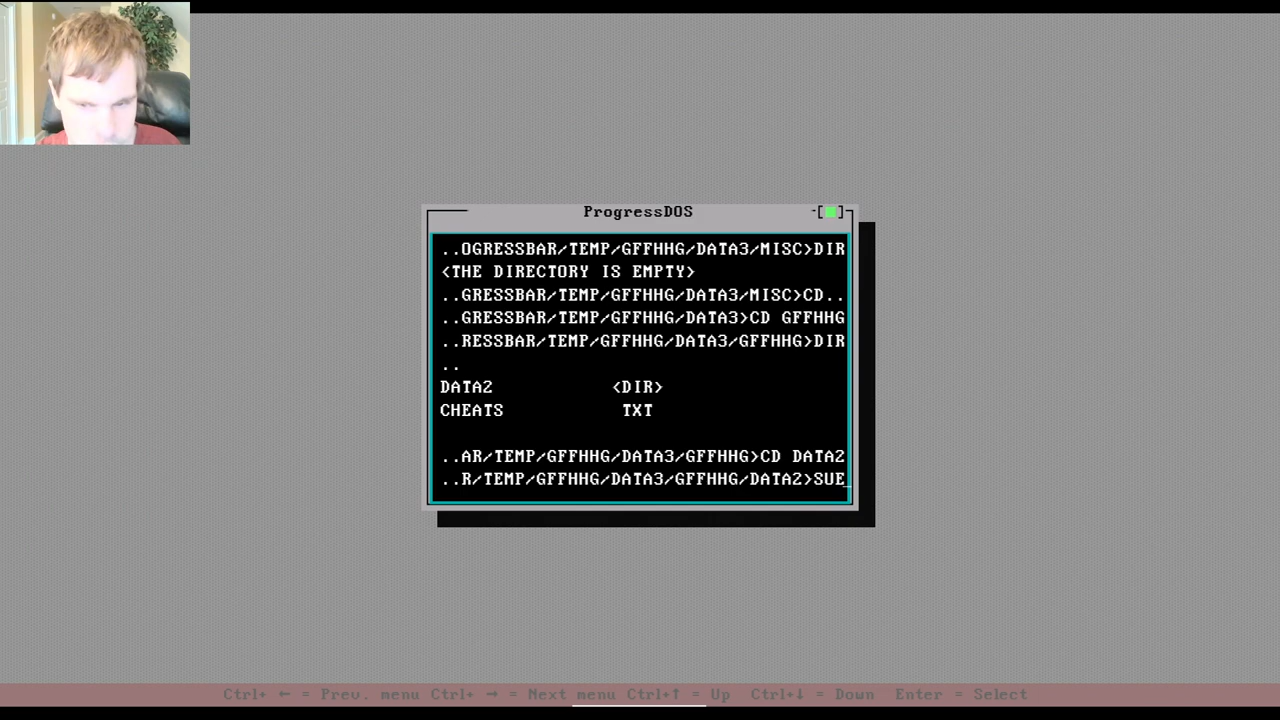 ProgressDOS
-[■]
..OGRESSBAR/TEMP/GFFHHG/DATA3/MISC>DIR
<THE DIRECTORY IS EMPTY>
..GRESSBAR/TEMP/GFFHHG/DATA3/MISC>CD..
..GRESSBAR/TEMP/GFFHHG/DATA3>CD GFFHHG
..RESSBAR/TEMP/GFFHHG/DATA3/GFFHHG>DIR
..
DATA2 <DIR>
CHEATS TXT
..AR/TEMP/GFFHHG/DATA3/GFFHHG>CD DATA2
..R/TEMP/GFFHHG/DATA3/GFFHHG/DATA2>SUE_
Ctrl+ ← = Prev. menu Ctrl+ → = Next menu Ctrl+↑ = Up Ctrl+↓ = Down Enter = Select